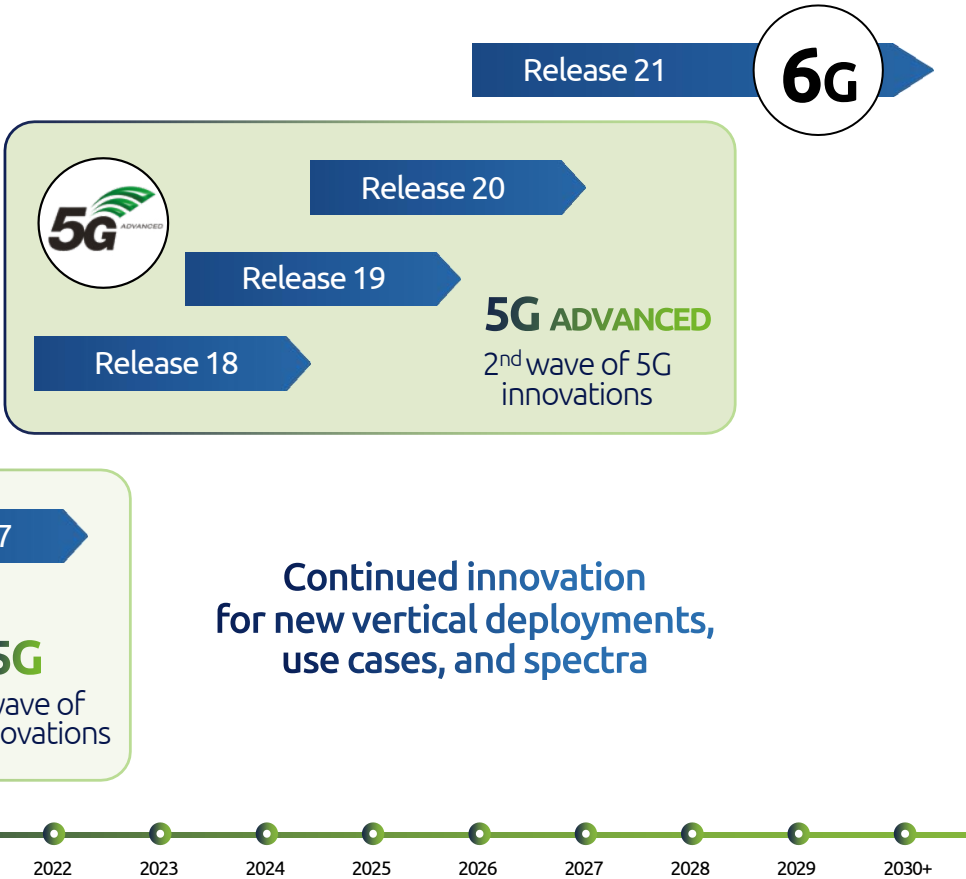 Release 21
6G
5G ADVANCED
Release 20
Release 19
5G ADVANCED
Release 18
2nd wave of 5G
innovations
7
Continued innovation
for new vertical deployments,
use cases, and spectra
5G
wave of
ovations
2022 2023 2024 2025 2026 2027 2028 2029 2030+